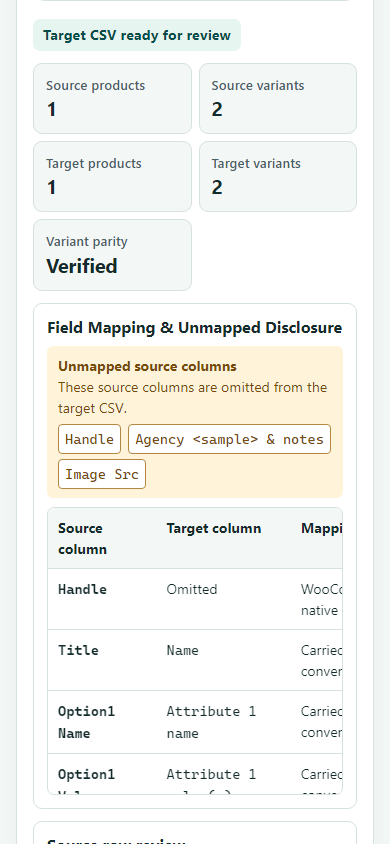 Target CSV ready for review
Source products
1
Source variants
2
Target products
1
Target variants
2
Variant parity
Verified
Field Mapping & Unmapped Disclosure
Unmapped source columns
These source columns are omitted from the
target CSV.
Handle
Agency <sample> & notes
Image Src
Source
column
Target column
Handle
Omitted
native
Title
Name
Option1
Name
Attribute 1
name
Option1
Attribute 1